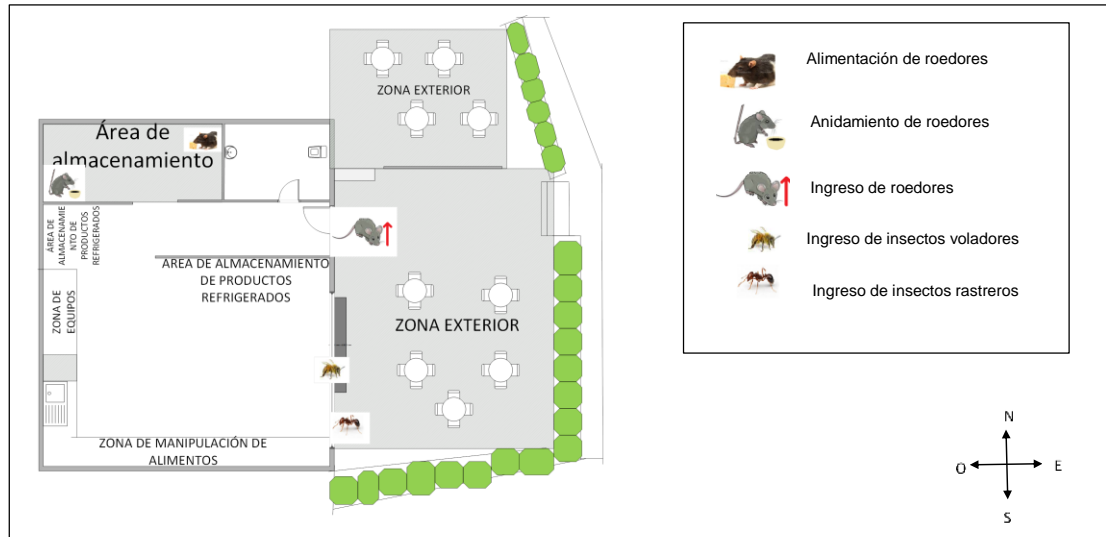 ZONA EXTERIOR
Área de
almacenamiento
ÁREA DE
ALMACENAMIE
NTO DE
PRODUCTOS
REFRIGERADOS
ÁREA DE ALMACENAMIENTO
DE PRODUCTOS
REFRIGERADOS
ZONA DE
EQUIPOS
ZONA EXTERIOR
ZONA DE MANIPULACIÓN DE
ALIMENTOS
Alimentación de roedores
Anidamiento de roedores
Ingreso de roedores
Ingreso de insectos voladores
Ingreso de insectos rastreros
N
O
E
S